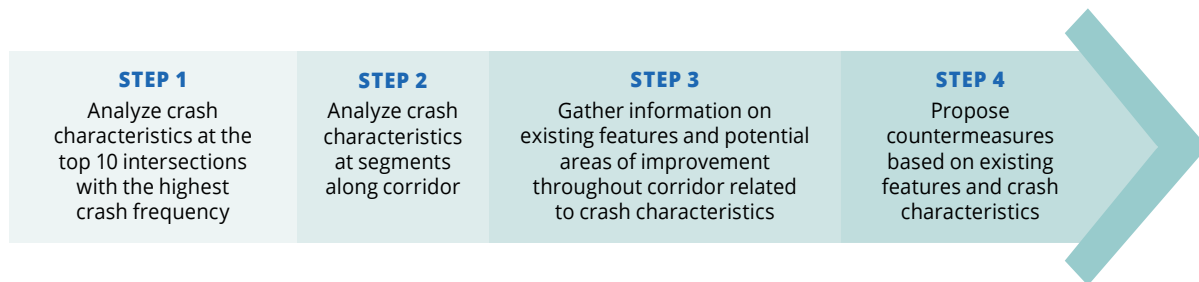 STEP 1
Analyze crash
characteristics at the
top 10 intersections
with the highest
crash frequency
STEP 2
Analyze crash
characteristics
at segments
along corridor
STEP 3
Gather information on
existing features and potential
areas of improvement
throughout corridor related
to crash characteristics
STEP 4
Propose
countermeasures
based on existing
features and crash
characteristics